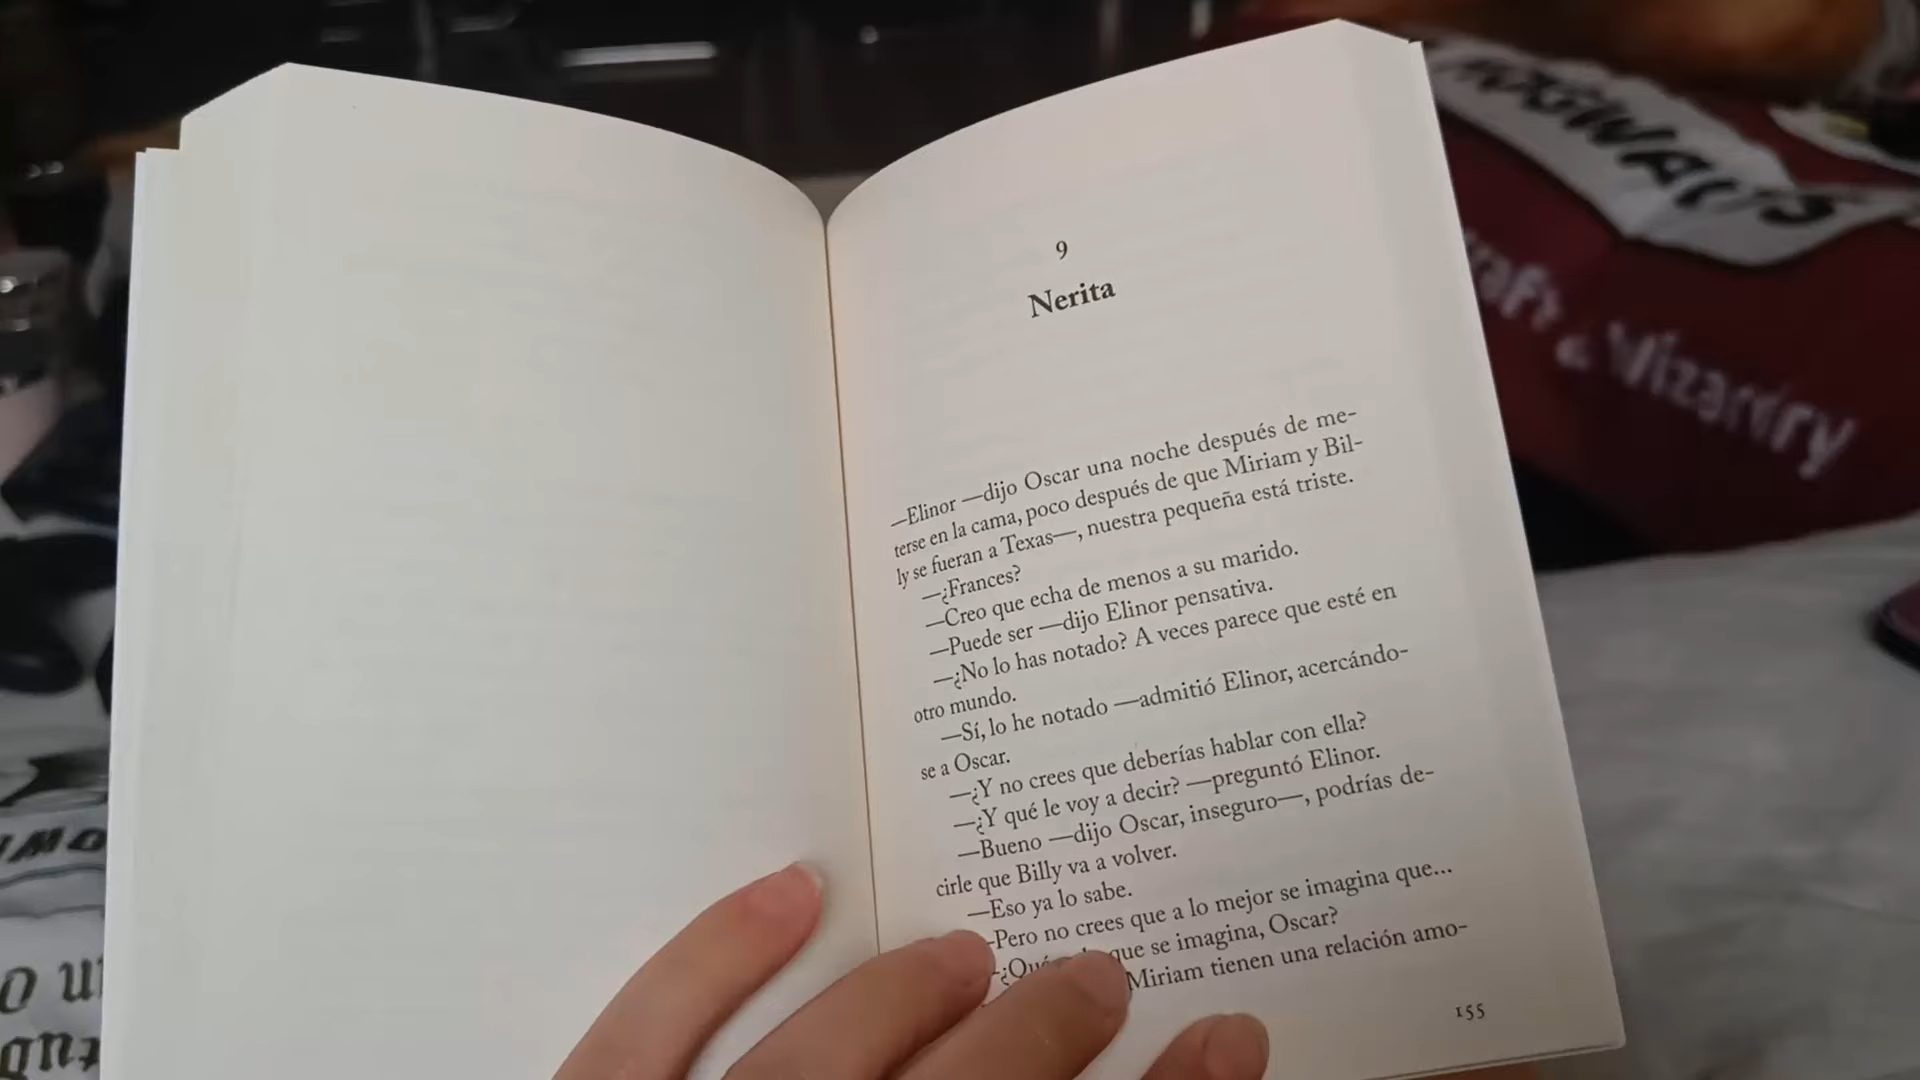 9
Nerita
—Elinor —dijo Oscar una noche después de me-
terse en la cama, poco después de que Miriam y Bil-
ly se fueran a Texas—, nuestra pequeña está triste.
—¿Frances?
—Creo que echa de menos a su marido.
—Puede ser —dijo Elinor pensativa.
—¿No lo has notado? A veces parece que esté en
otro mundo.
—Sí, lo he notado —admitió Elinor, acercándo-
se a Oscar.
—¿Y no crees que deberías hablar con ella?
—¿Y qué le voy a decir? —preguntó Elinor.
—Bueno —dijo Oscar, inseguro—, podrías de-
cirle que Billy va a volver.
—Eso ya lo sabe.
—Pero no crees que a lo mejor se imagina que...
que se imagina, Oscar?
Miriam tienen una relación amo-
155
Wizardry